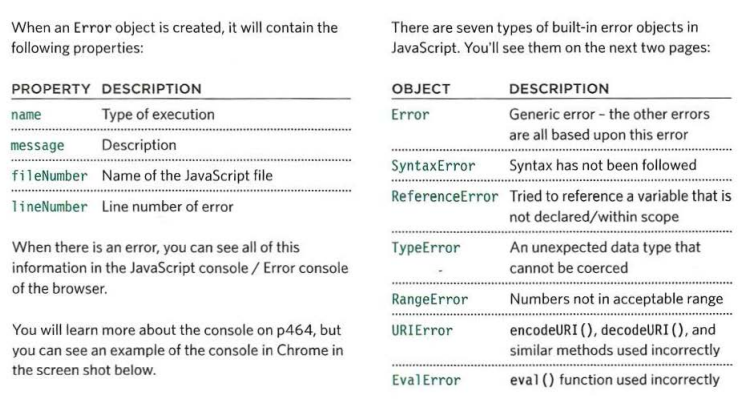 When an Error object is created, it will contain the
following properties:
PROPERTY DESCRIPTION
name Type of execution
message Description
fileNumber Name of the JavaScript file
lineNumber Line number of error
When there is an error, you can see all of this
information in the JavaScript console / Error console
of the browser.
You will learn more about the console on p464, but
you can see an example of the console in Chrome in
the screen shot below.
There are seven types of built-in error objects in
JavaScript. You'll see them on the next two pages:
OBJECT DESCRIPTION
Error Generic error – the other errors
are all based upon this error
SyntaxError Syntax has not been followed
ReferenceError Tried to reference a variable that is
not declared/within scope
TypeError An unexpected data type that
cannot be coerced
RangeError Numbers not in acceptable range
URIError encodeURI(), decodeURI(), and
similar methods used incorrectly
EvalError eval() function used incorrectly